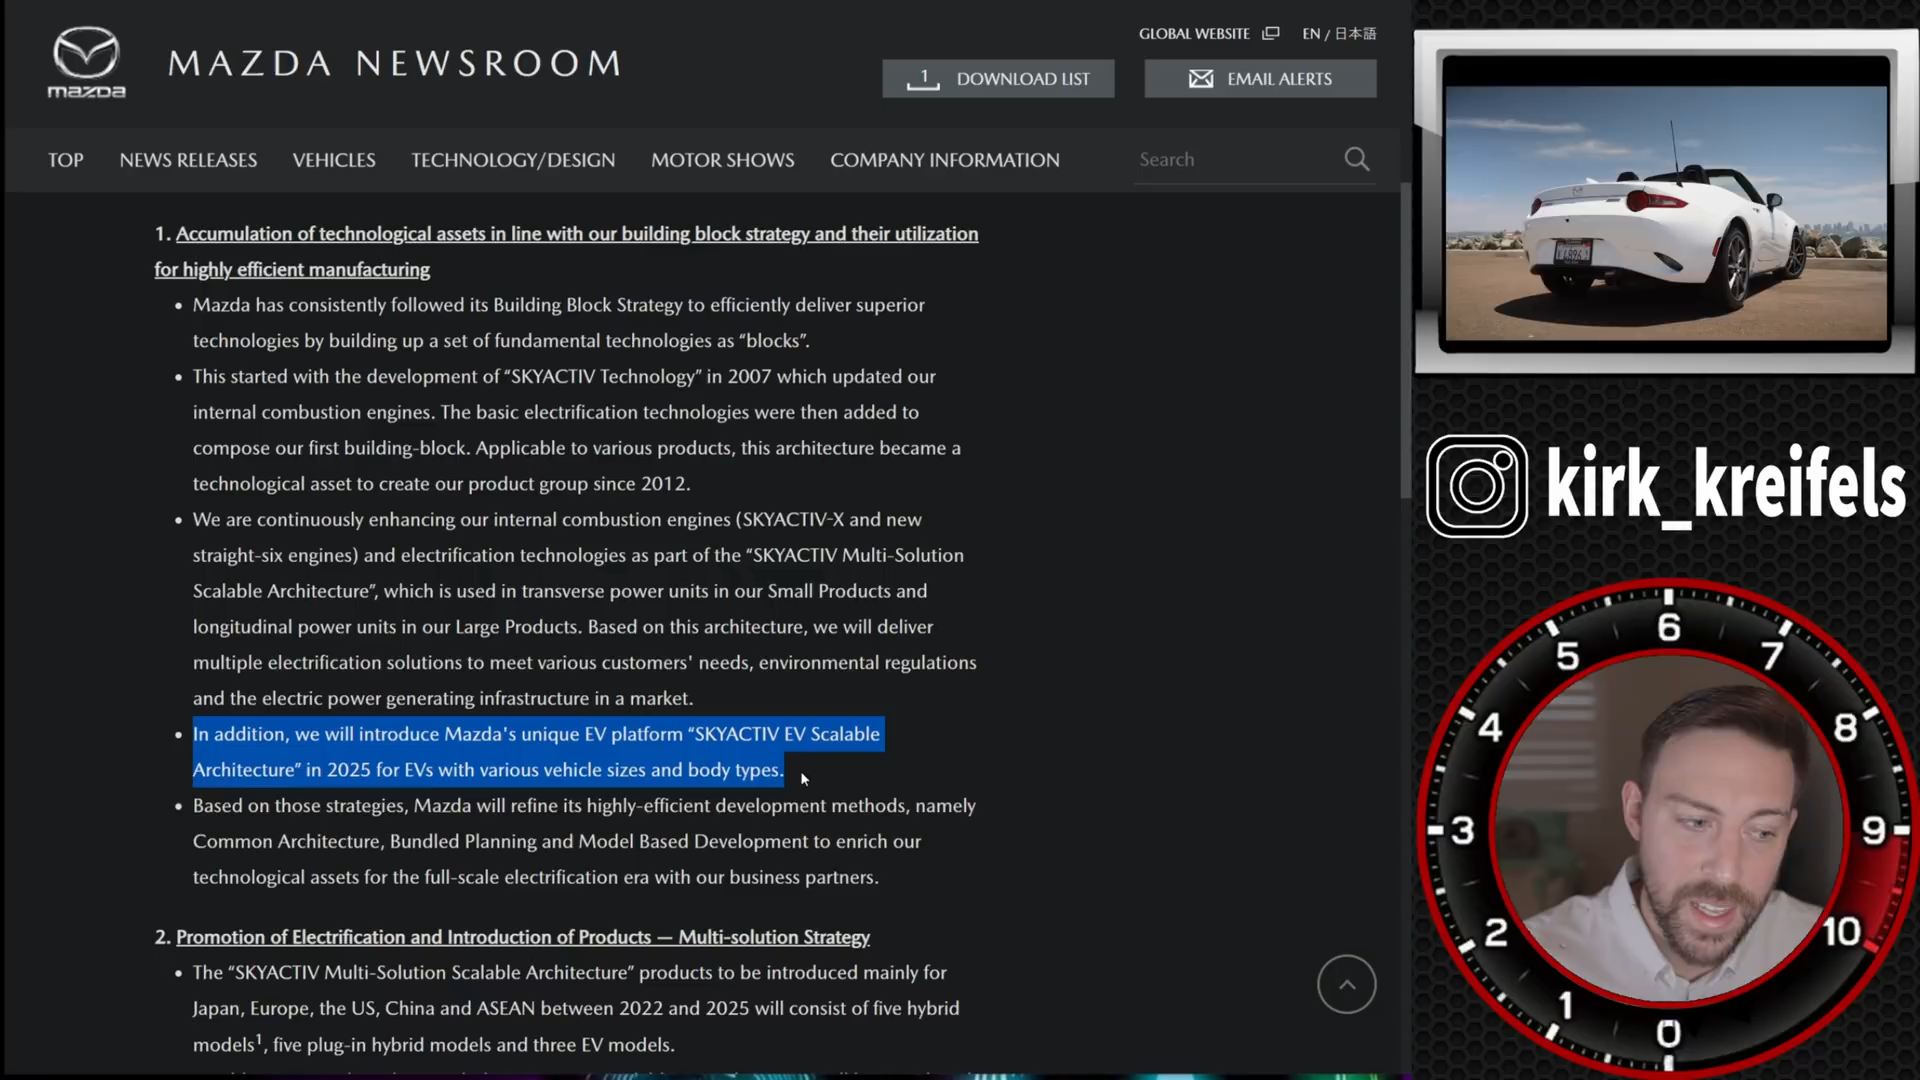 mazda
MAZDA NEWSROOM
GLOBAL WEBSITE
EN / 日本語
1 DOWNLOAD LIST
EMAIL ALERTS
TOP
NEWS RELEASES
VEHICLES
TECHNOLOGY/DESIGN
MOTOR SHOWS
COMPANY INFORMATION
Search
1. Accumulation of technological assets in line with our building block strategy and their utilization
for highly efficient manufacturing
• Mazda has consistently followed its Building Block Strategy to efficiently deliver superior
technologies by building up a set of fundamental technologies as “blocks”.
• This started with the development of “SKYACTIV Technology” in 2007 which updated our
internal combustion engines. The basic electrification technologies were then added to
compose our first building-block. Applicable to various products, this architecture became a
technological asset to create our product group since 2012.
• We are continuously enhancing our internal combustion engines (SKYACTIV-X and new
straight-six engines) and electrification technologies as part of the “SKYACTIV Multi-Solution
Scalable Architecture”, which is used in transverse power units in our Small Products and
longitudinal power units in our Large Products. Based on this architecture, we will deliver
multiple electrification solutions to meet various customers' needs, environmental regulations
and the electric power generating infrastructure in a market.
• In addition, we will introduce Mazda's unique EV platform “SKYACTIV EV Scalable
Architecture” in 2025 for EVs with various vehicle sizes and body types.
• Based on those strategies, Mazda will refine its highly-efficient development methods, namely
Common Architecture, Bundled Planning and Model Based Development to enrich our
technological assets for the full-scale electrification era with our business partners.
2. Promotion of Electrification and Introduction of Products — Multi-solution Strategy
• The “SKYACTIV Multi-Solution Scalable Architecture” products to be introduced mainly for
Japan, Europe, the US, China and ASEAN between 2022 and 2025 will consist of five hybrid
models1, five plug-in hybrid models and three EV models.
kirk_kreifels
0
1
2
3
4
5
6
7
8
9
10